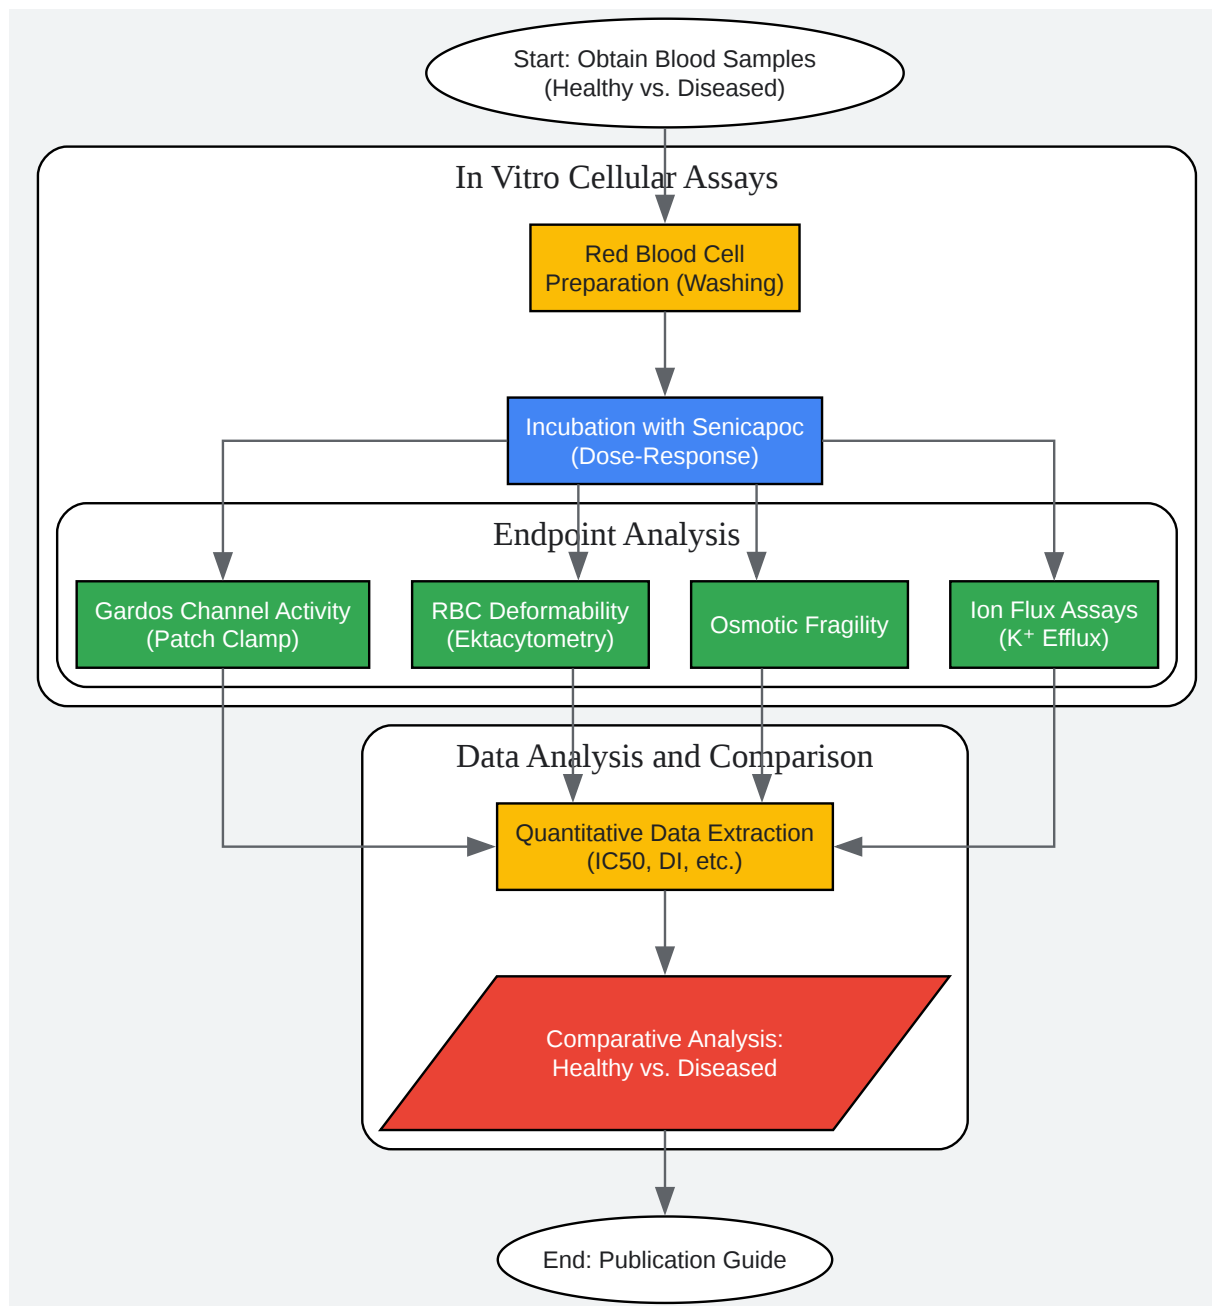 Start: Obtain Blood Samples
(Healthy vs. Diseased)
In Vitro Cellular Assays
Red Blood Cell
Preparation (Washing)
Incubation with Senicapoc
(Dose-Response)
Endpoint Analysis
Gardos Channel Activity
(Patch Clamp)
RBC Deformability
(Ektacytometry)
Osmotic Fragility
Ion Flux Assays
(K⁺ Efflux)
Data Analysis and Comparison
Quantitative Data Extraction
(IC50, DI, etc.)
Comparative Analysis:
Healthy vs. Diseased
End: Publication Guide